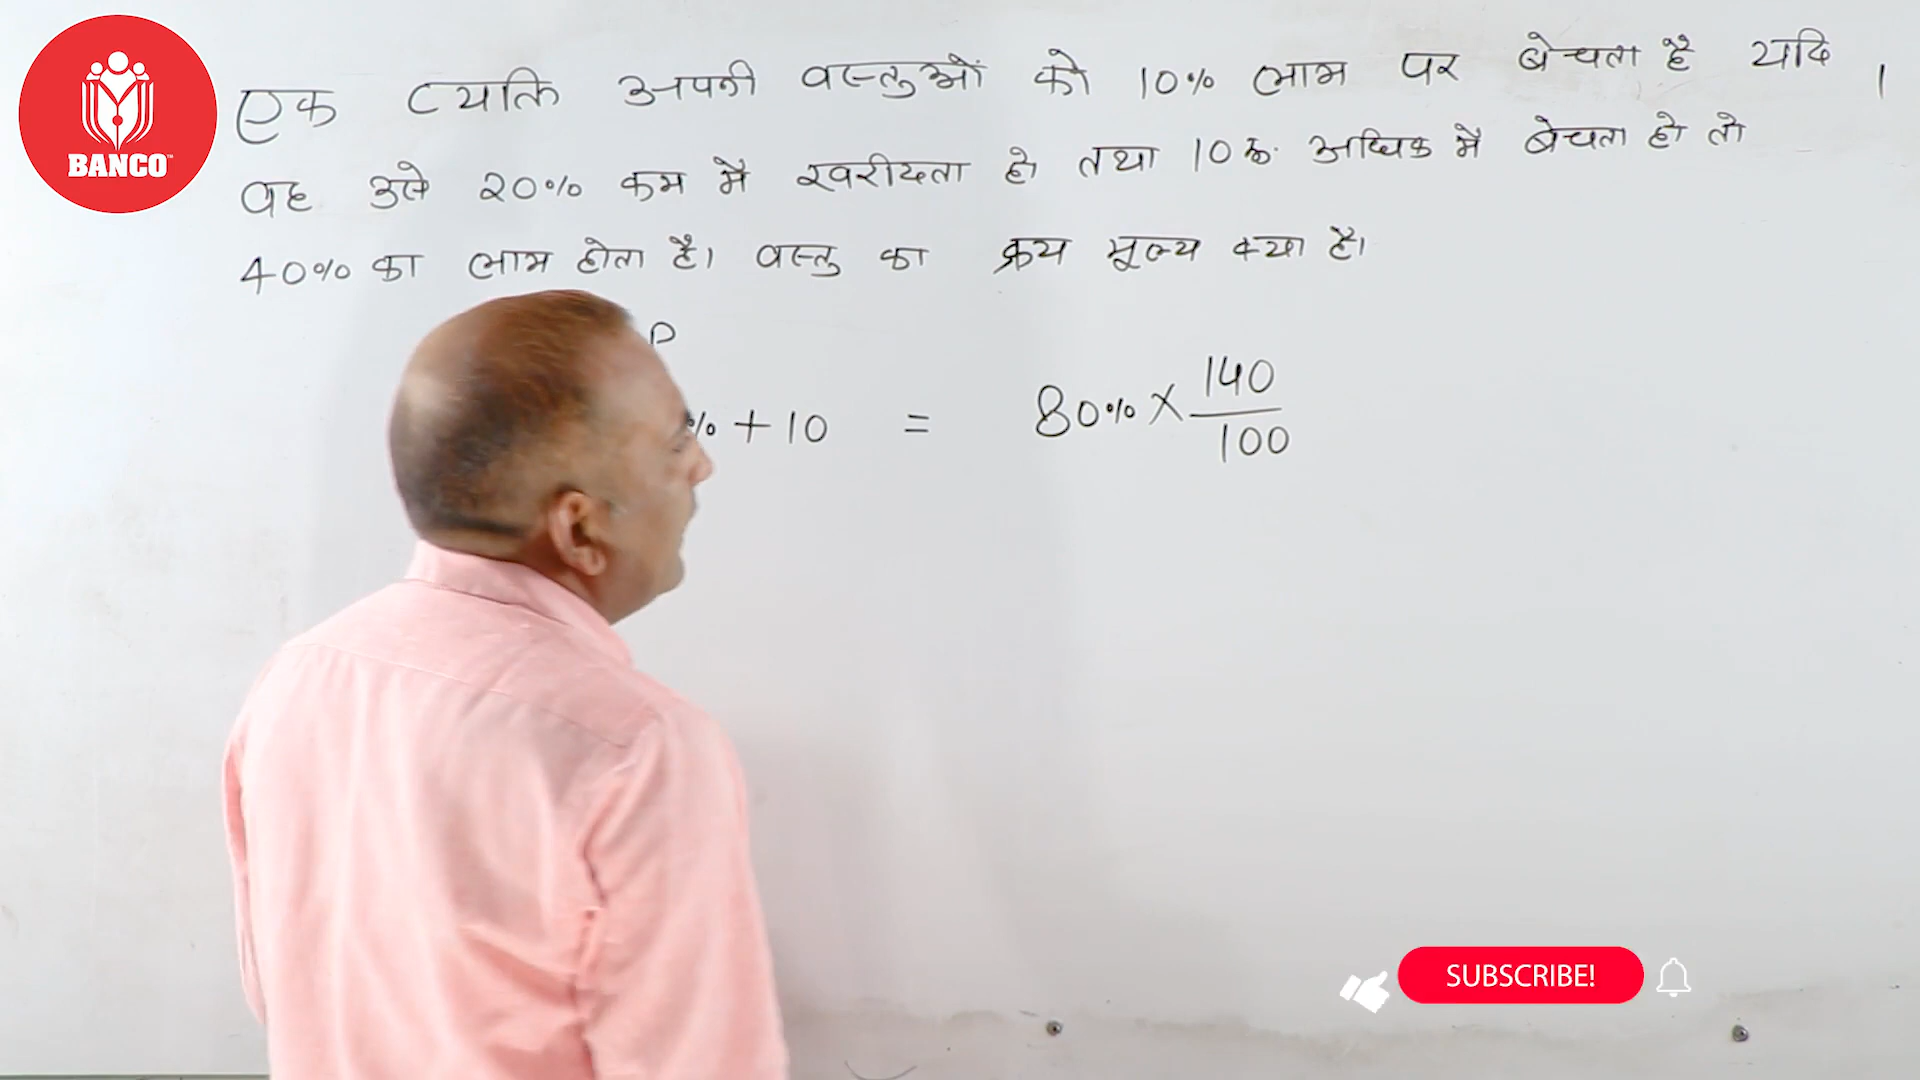 BANCO
एक व्यक्ति अपनी वस्तुओं को 10% लाभ पर बेचता है यदि ।
वह उसे 20% कम मै खरीदता हो तथा 10 रू. अधिक मै बेचता हो तो
40% का लाभ होता है। वस्तु का क्रय मूल्य क्या है।
P
% + 10 = 80% × 140/100
SUBSCRIBE!